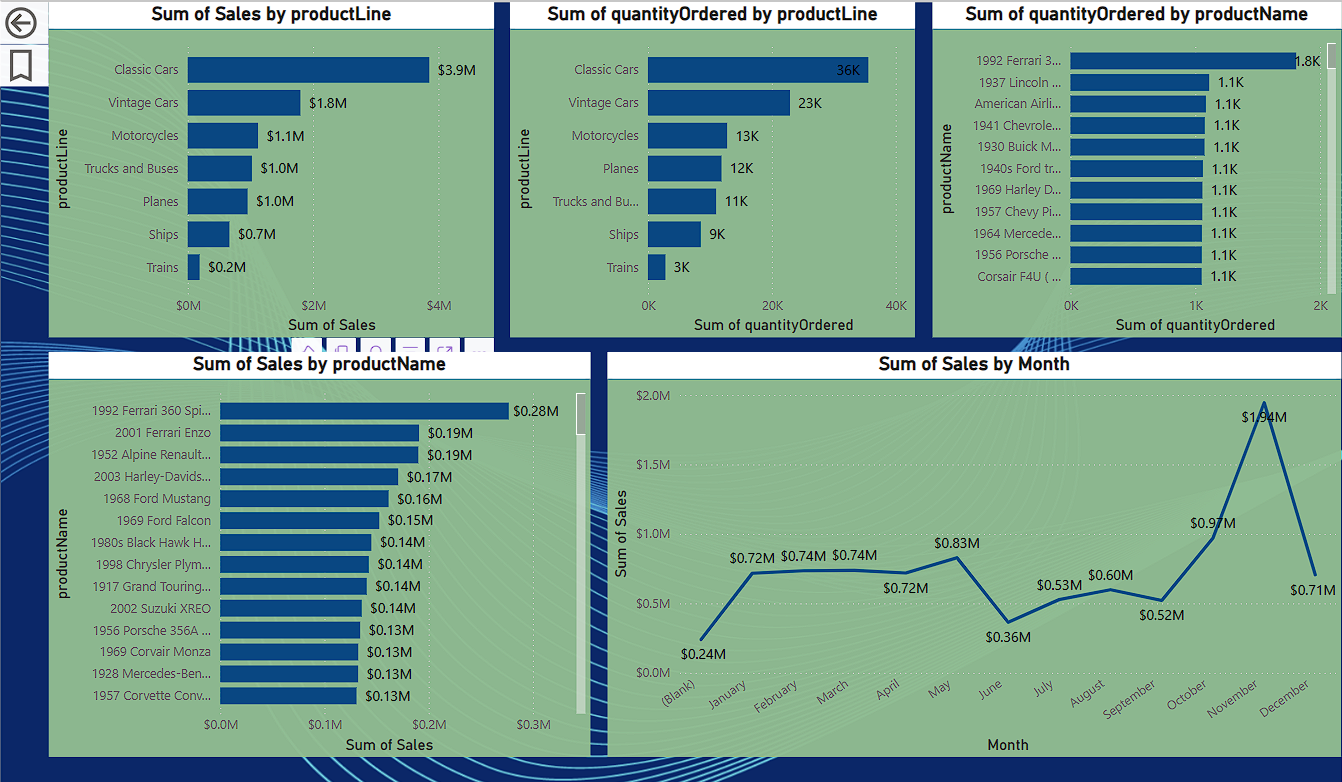 Sum of Sales by productLine
productLine
Classic Cars $3.9M
Vintage Cars $1.8M
Motorcycles $1.1M
Trucks and Buses $1.0M
Planes $1.0M
Ships $0.7M
Trains $0.2M
$0M $2M $4M
Sum of Sales
Sum of quantityOrdered by productLine
productLine
Classic Cars 36K
Vintage Cars 23K
Motorcycles 13K
Planes 12K
Trucks and Bu... 11K
Ships 9K
Trains 3K
0K 20K 40K
Sum of quantityOrdered
Sum of quantityOrdered by productName
productName
1992 Ferrari 3... 1.8K
1937 Lincoln ... 1.1K
American Airli... 1.1K
1941 Chevrole... 1.1K
1930 Buick M... 1.1K
1940s Ford tr... 1.1K
1969 Harley D... 1.1K
1957 Chevy Pi... 1.1K
1964 Mercede... 1.1K
1956 Porsche ... 1.1K
Corsair F4U ( ... 1.1K
0K 1K 2K
Sum of quantityOrdered
Sum of Sales by productName
productName
1992 Ferrari 360 Spi... $0.28M
2001 Ferrari Enzo $0.19M
1952 Alpine Renault... $0.19M
2003 Harley-Davids... $0.17M
1968 Ford Mustang $0.16M
1969 Ford Falcon $0.15M
1980s Black Hawk H... $0.14M
1998 Chrysler Plym... $0.14M
1917 Grand Touring... $0.14M
2002 Suzuki XREO $0.14M
1956 Porsche 356A ... $0.13M
1969 Corvair Monza $0.13M
1928 Mercedes-Ben... $0.13M
1957 Corvette Conv... $0.13M
$0.0M $0.1M $0.2M $0.3M
Sum of Sales
Sum of Sales by Month
Sum of Sales
$2.0M
$1.5M
$1.0M
$0.5M
$0.0M
$0.24M $0.72M $0.74M $0.74M $0.72M $0.83M $0.36M $0.53M $0.60M $0.52M $0.97M $1.94M $0.71M
(Blank) January February March April May June July August September October November December
Month